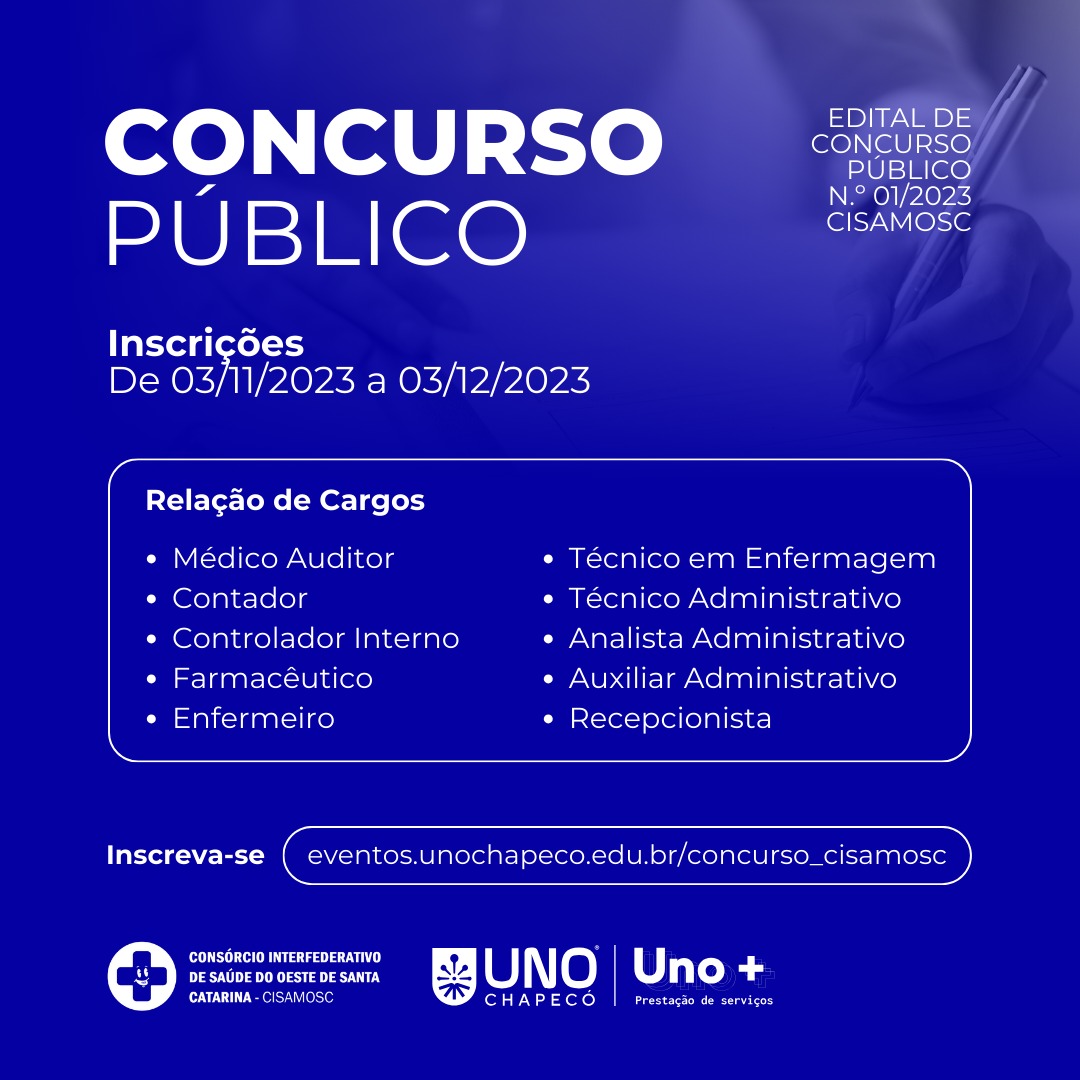 CONCURSO
PÚBLICO
EDITAL DE
CONCURSO
PÚBLICO
N.º 01/2023
CISAMOSC
Inscrições
De 03/11/2023 a 03/12/2023
Relação de Cargos
• Médico Auditor
• Contador
• Controlador Interno
• Farmacêutico
• Enfermeiro
• Técnico em Enfermagem
• Técnico Administrativo
• Analista Administrativo
• Auxiliar Administrativo
• Recepcionista
Inscreva-se
eventos.unochapeco.edu.br/concurso_cisamosc
CONSÓRCIO INTERFEDERATIVO
DE SAÚDE DO OESTE DE SANTA
CATARINA - CISAMOSC
UNO®
CHAPECÓ
Uno +
Prestação de serviços